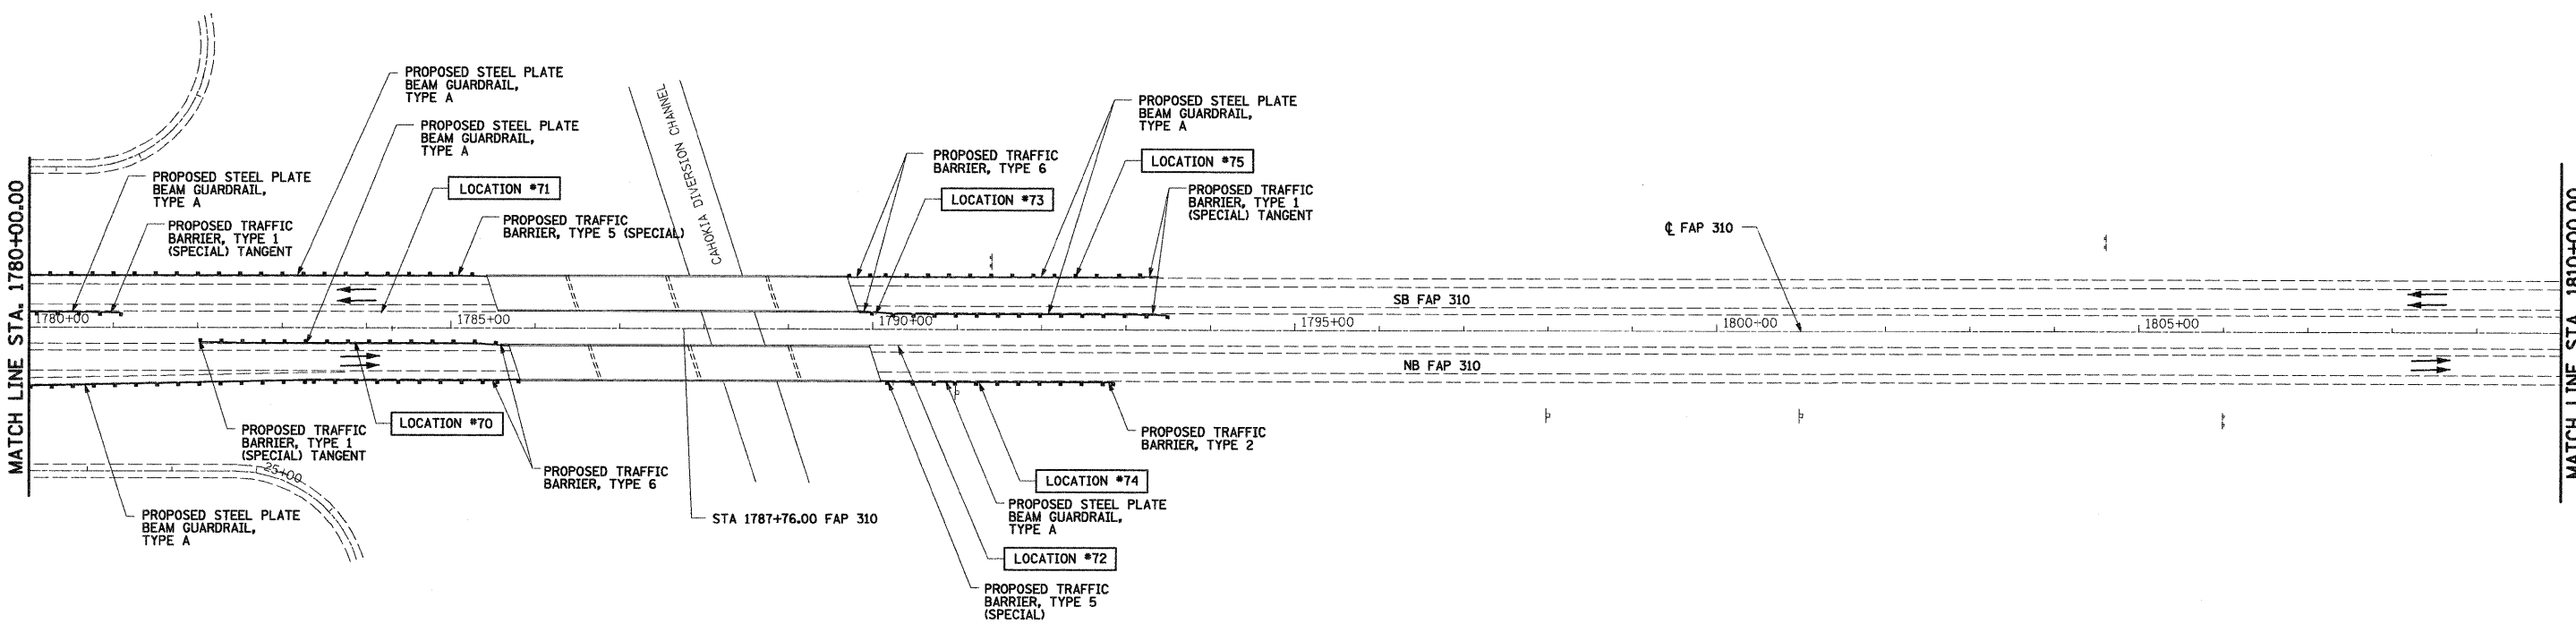 MATCH LINE STA. 1780+00.00
PROPOSED STEEL PLATE
BEAM GUARDRAIL,
TYPE A
PROPOSED STEEL PLATE
BEAM GUARDRAIL,
TYPE A
PROPOSED STEEL PLATE
BEAM GUARDRAIL,
TYPE A
LOCATION #71
PROPOSED TRAFFIC
BARRIER, TYPE 1
(SPECIAL) TANGENT
PROPOSED TRAFFIC
BARRIER, TYPE 5 (SPECIAL)
CAHOKIA DIVERSION CHANNEL
PROPOSED TRAFFIC
BARRIER, TYPE 6
LOCATION #73
PROPOSED STEEL PLATE
BEAM GUARDRAIL,
TYPE A
LOCATION #75
PROPOSED TRAFFIC
BARRIER, TYPE 1
(SPECIAL) TANGENT
℄ FAP 310
SB FAP 310
1780+00
1785+00
1790+00
1795+00
1800+00
1805+00
NB FAP 310
PROPOSED TRAFFIC
BARRIER, TYPE 1
(SPECIAL) TANGENT
LOCATION #70
25+00
PROPOSED STEEL PLATE
BEAM GUARDRAIL,
TYPE A
PROPOSED TRAFFIC
BARRIER, TYPE 6
STA 1787+76.00 FAP 310
PROPOSED TRAFFIC
BARRIER, TYPE 2
LOCATION #74
PROPOSED STEEL PLATE
BEAM GUARDRAIL,
TYPE A
LOCATION #72
PROPOSED TRAFFIC
BARRIER, TYPE 5
(SPECIAL)
MATCH LINE STA. 1810+00.00